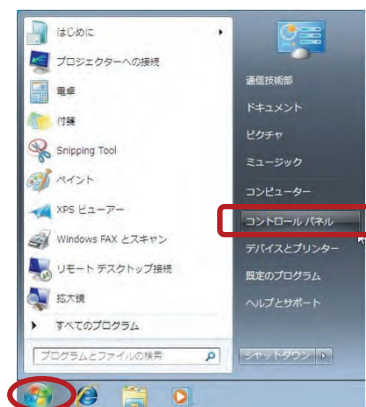 はじめに
プロジェクターへの接続
電卓
付箋
Snipping Tool
ペイント
XPS ビューアー
Windows FAX とスキャン
リモート デスクトップ接続
拡大鏡
すべてのプログラム
プログラムとファイルの検索
通信技術部
ドキュメント
ピクチャ
ミュージック
コンピューター
コントロール パネル
デバイスとプリンター
既定のプログラム
ヘルプとサポート
シャットダウン